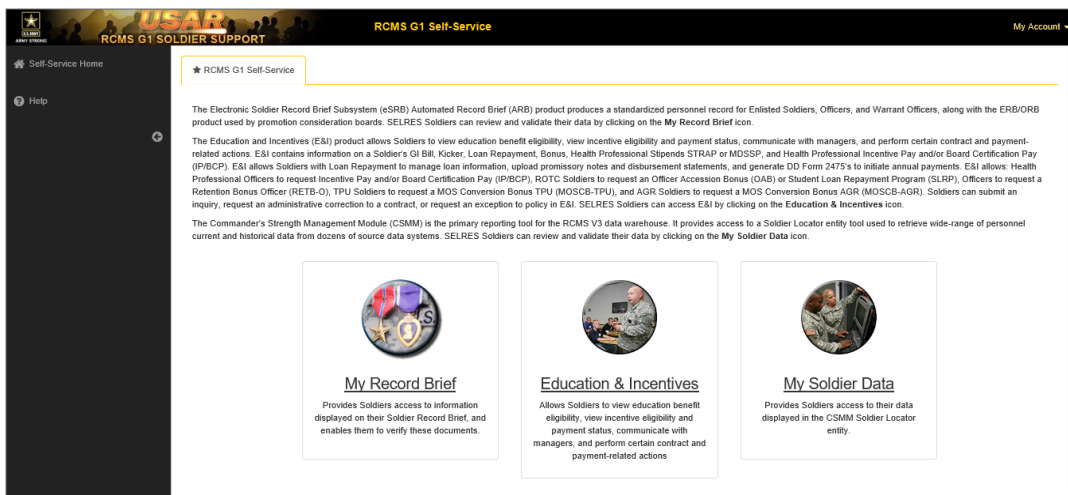 U.S. ARMY
ARMY STRONG
USAR
RCMS G1 SOLDIER SUPPORT
RCMS G1 Self-Service
My Account
Self-Service Home
Help
RCMS G1 Self-Service
The Electronic Soldier Record Brief Subsystem (eSRB) Automated Record Brief (ARB) product produces a standardized personnel record for Enlisted Soldiers, Officers, and Warrant Officers, along with the ERB/ORB
product used by promotion consideration boards. SELRES Soldiers can review and validate their data by clicking on the My Record Brief icon.
The Education and Incentives (E&I) product allows Soldiers to view education benefit eligibility, view incentive eligibility and payment status, communicate with managers, and perform certain contract and payment-
related actions. E&I contains information on a Soldier's GI Bill, Kicker, Loan Repayment, Bonus, Health Professional Stipends STRAP or MDSSP, and Health Professional Incentive Pay and/or Board Certification Pay
(IP/BCP). E&I allows Soldiers with Loan Repayment to manage loan information, upload promissory notes and disbursement statements, and generate DD Form 2475's to initiate annual payments. E&I allows: Health
Professional Officers to request Incentive Pay and/or Board Certification Pay (IP/BCP), ROTC Soldiers to request an Officer Accession Bonus (OAB) or Student Loan Repayment Program (SLRP), Officers to request a
Retention Bonus Officer (RETB-O), TPU Soldiers to request a MOS Conversion Bonus TPU (MOSCB-TPU), and AGR Soldiers to request a MOS Conversion Bonus AGR (MOSCB-AGR). Soldiers can submit an
inquiry, request an administrative correction to a contract, or request an exception to policy in E&I. SELRES Soldiers can access E&I by clicking on the Education & Incentives icon.
The Commander's Strength Management Module (CSMM) is the primary reporting tool for the RCMS V3 data warehouse. It provides access to a Soldier Locator entity tool used to retrieve wide-range of personnel
current and historical data from dozens of source data systems. SELRES Soldiers can review and validate their data by clicking on the My Soldier Data icon.
My Record Brief
Provides Soldiers access to information
displayed on their Soldier Record Brief, and
enables them to verify these documents.
Education & Incentives
Allows Soldiers to view education benefit
eligibility, view incentive eligibility and
payment status, communicate with
managers, and perform certain contract and
payment-related actions
My Soldier Data
Provides Soldiers access to their data
displayed in the CSMM Soldier Locator
entity.